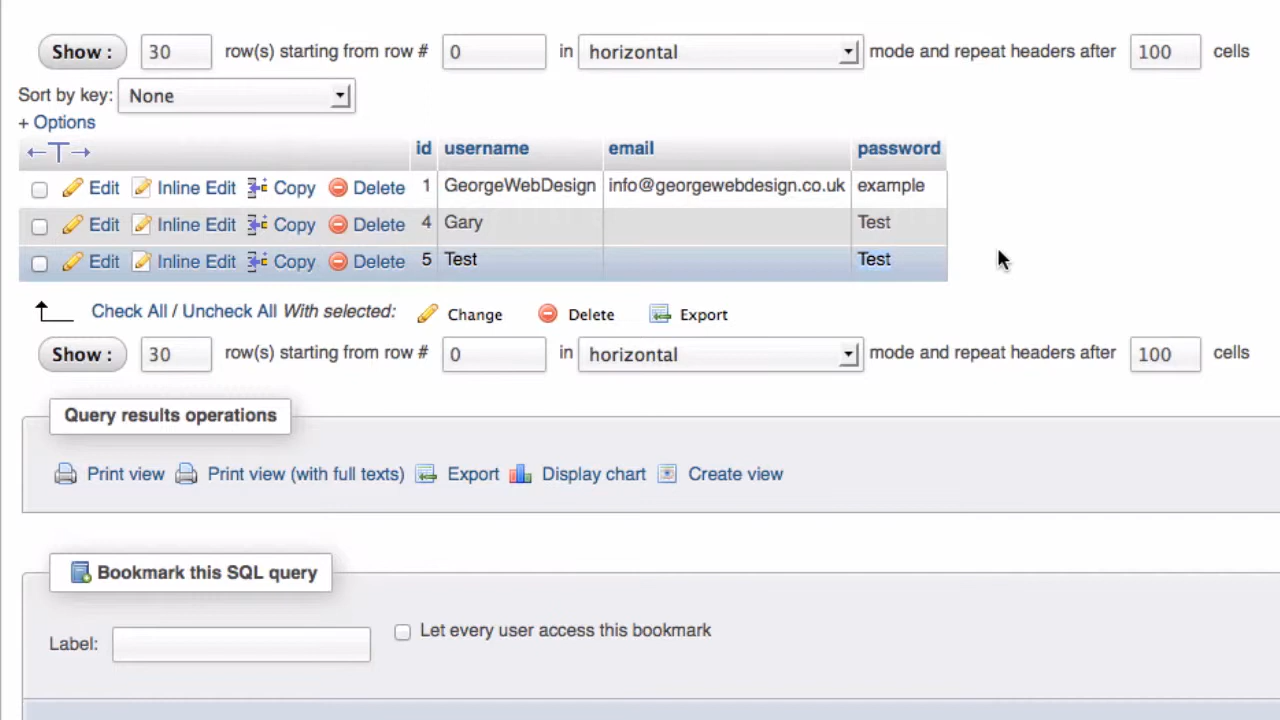 Show : 30 row(s) starting from row # 0 in horizontal mode and repeat headers after 100 cells
Sort by key: None
+ Options
id username email password
Edit Inline Edit Copy Delete 1 GeorgeWebDesign info@georgewebdesign.co.uk example
Edit Inline Edit Copy Delete 4 Gary Test
Edit Inline Edit Copy Delete 5 Test Test
Check All / Uncheck All With selected: Change Delete Export
Show : 30 row(s) starting from row # 0 in horizontal mode and repeat headers after 100 cells
Query results operations
Print view Print view (with full texts) Export Display chart Create view
Bookmark this SQL query
Label: Let every user access this bookmark